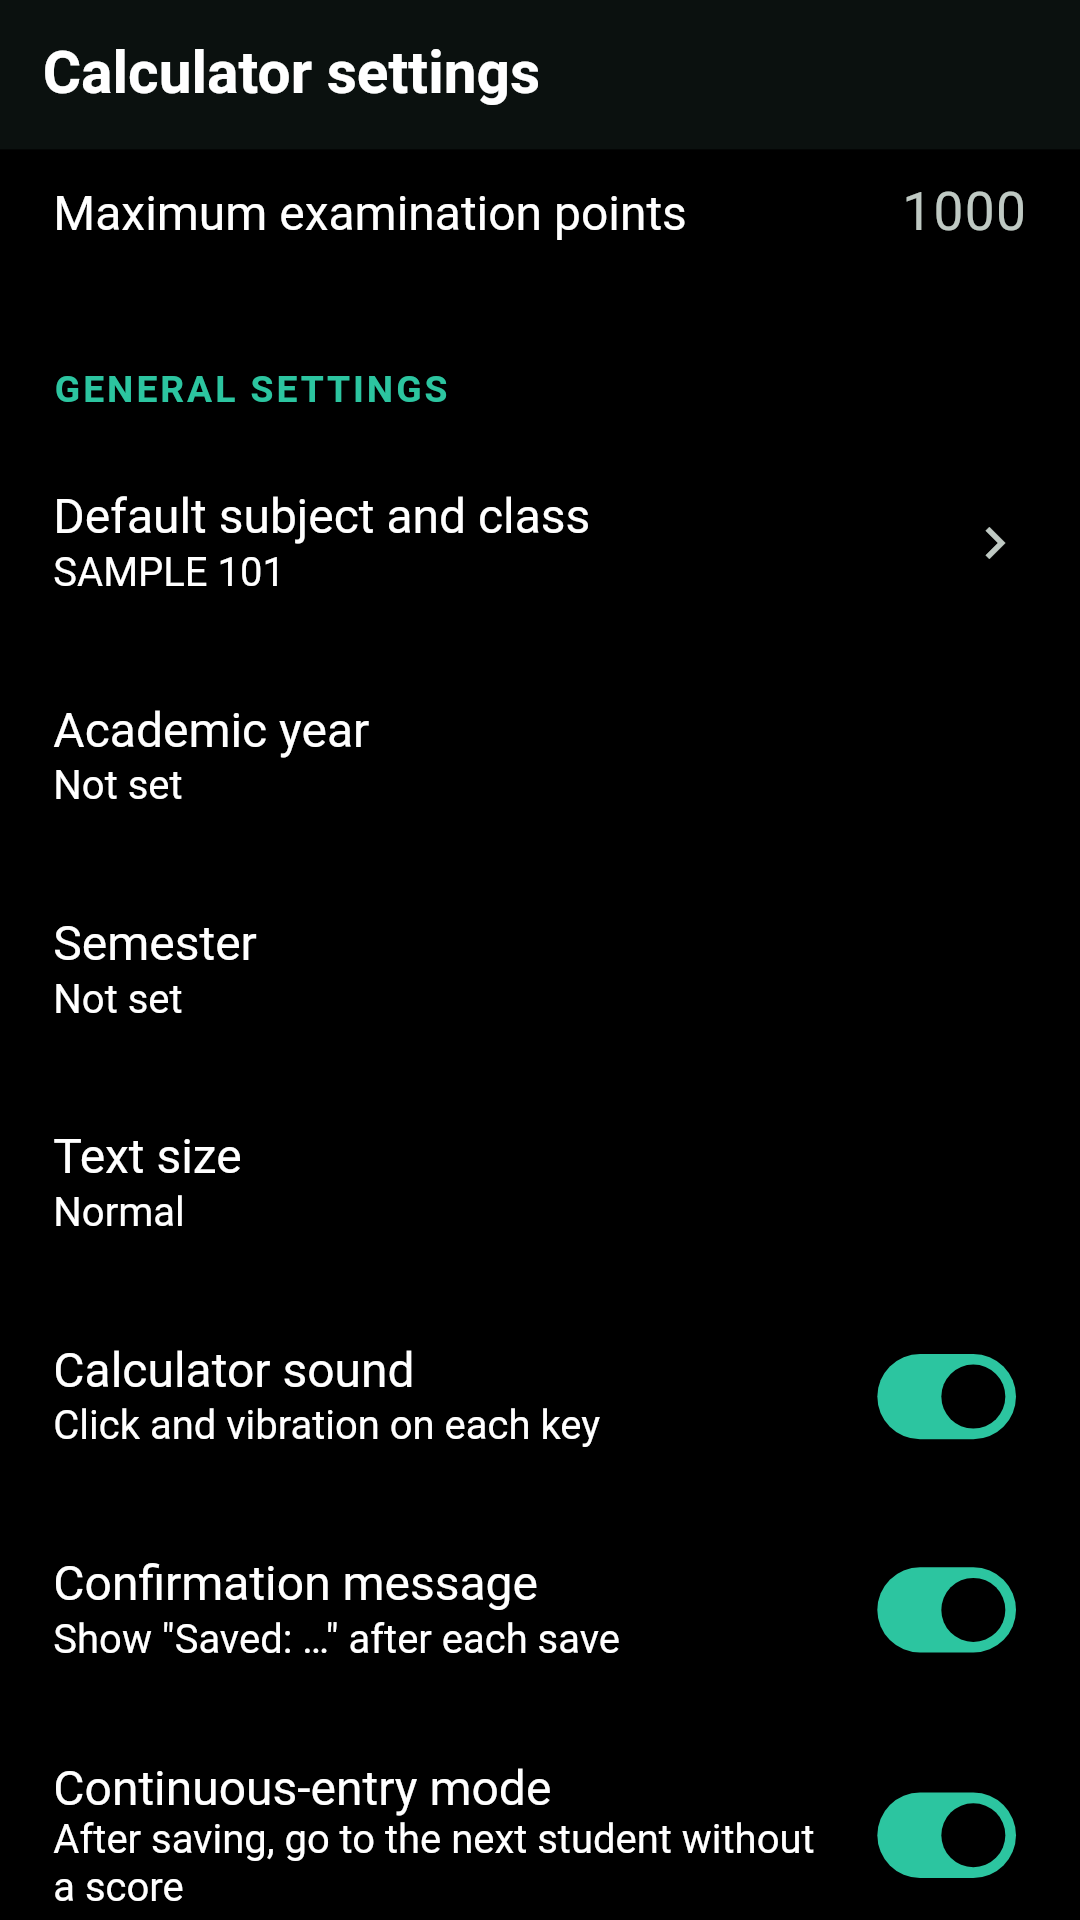 Calculator settings
Maximum examination points 1000
GENERAL SETTINGS
Default subject and class
SAMPLE 101
Academic year
Not set
Semester
Not set
Text size
Normal
Calculator sound
Click and vibration on each key
Confirmation message
Show "Saved: …" after each save
Continuous-entry mode
After saving, go to the next student without
a score